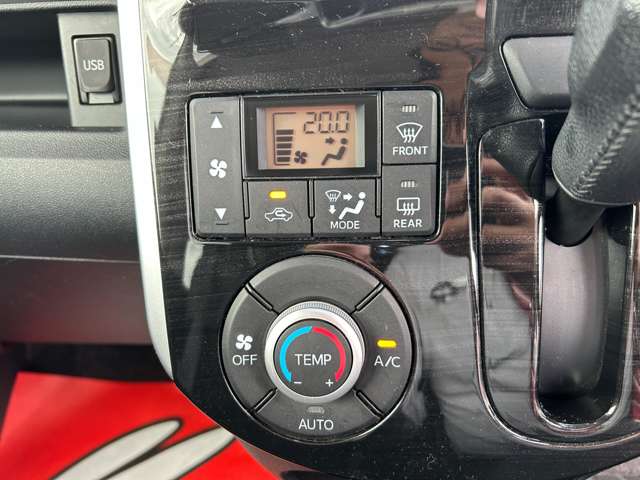 USB
20.0
FRONT
MODE
REAR
OFF
TEMP
A/C
- +
AUTO